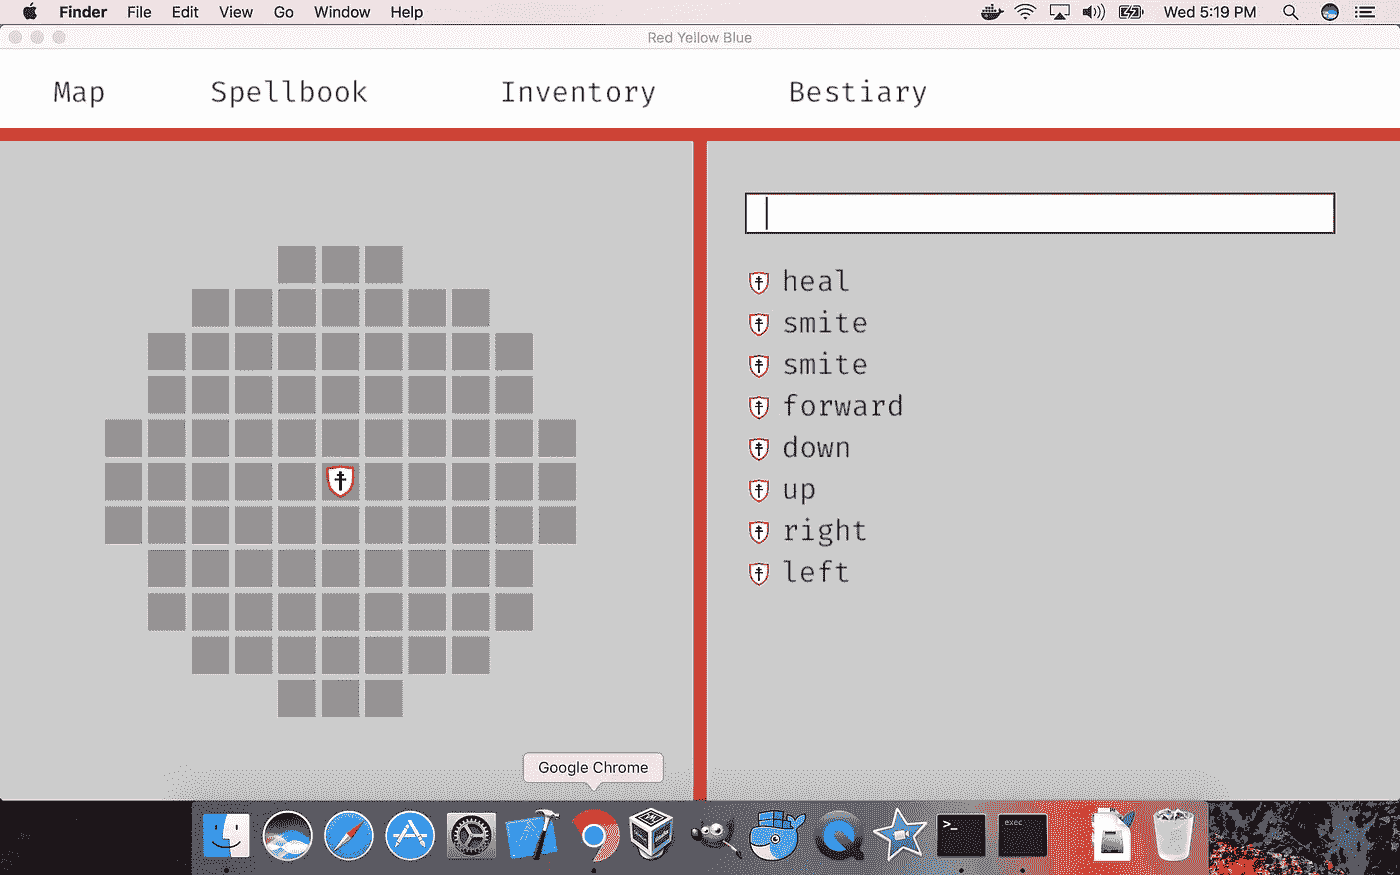 Finder File Edit View Go Window Help Wed 5:19 PM
Red Yellow Blue
Map Spellbook Inventory Bestiary
heal
smite
smite
forward
down
up
right
left
Google Chrome
>_ exec